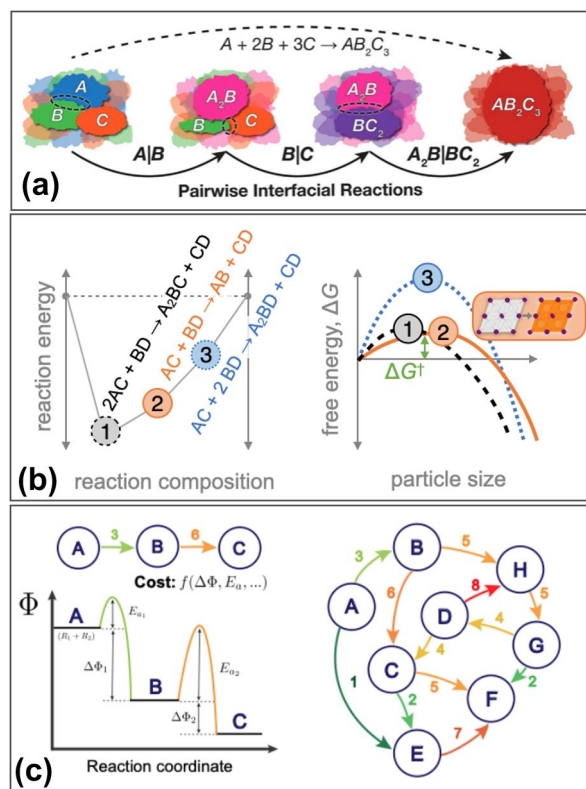 A + 2B + 3C → AB₂C₃
A
B
C
A₂B
B
C
A₂B
BC₂
AB₂C₃
A|B
B|C
A₂B|BC₂
(a)
Pairwise Interfacial Reactions
reaction energy
2AC + BD → A₂BC + CD
AC + BD → AB + CD
AC + 2 BD → A₂BD + CD
1
2
3
reaction composition
free energy, ΔG
3
1
2
ΔG†
particle size
(b)
A
3
B
6
C
Cost: f(ΔΦ, Eₐ, ...)
Φ
A
(R₁ + R₂)
Eₐ₁
ΔΦ₁
B
Eₐ₂
ΔΦ₂
C
Reaction coordinate
B
5
H
3
8
5
A
6
D
4
G
4
C
2
1
5
F
2
E
7
(c)